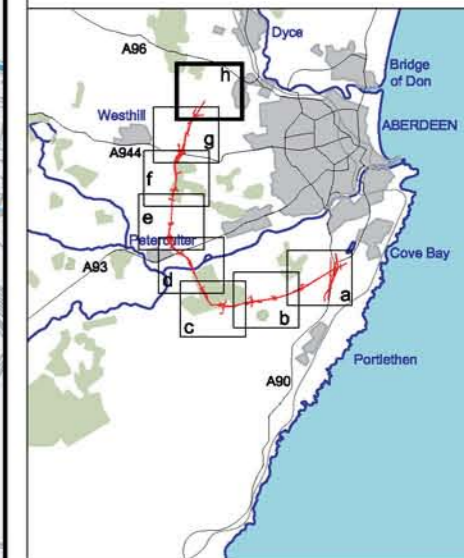 Dyce
A96
Bridge
of Don
h
Westhill
ABERDEEN
g
A944
f
e
Peterculter
Cove Bay
A93
d
a
b
c
Portlethen
A90